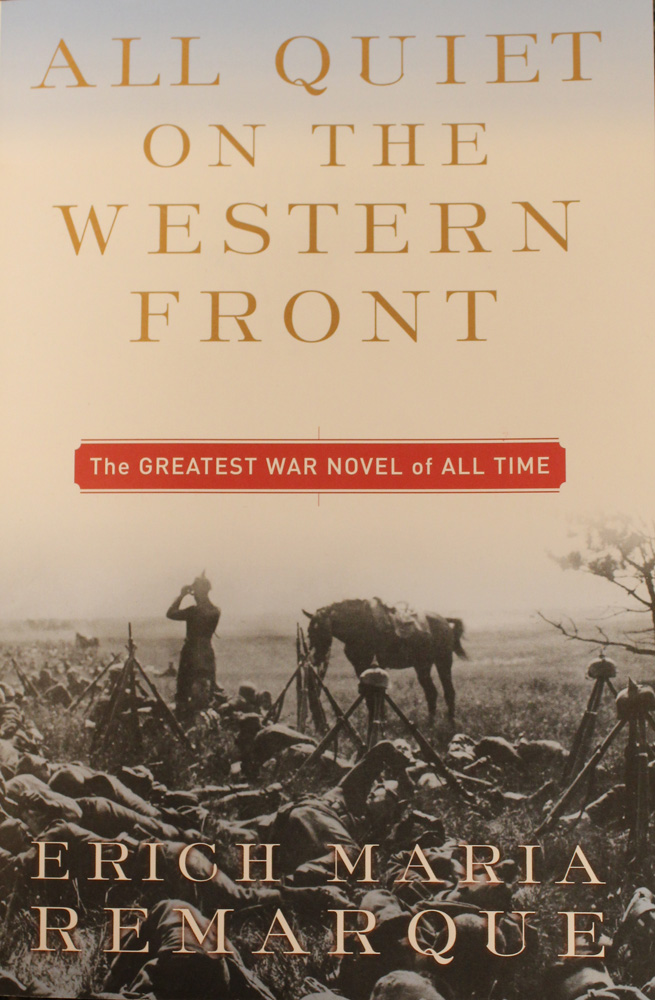 ALL QUIET
ON THE
WESTERN
FRONT
The GREATEST WAR NOVEL of ALL TIME
ERICH MARIA
REMARQUE